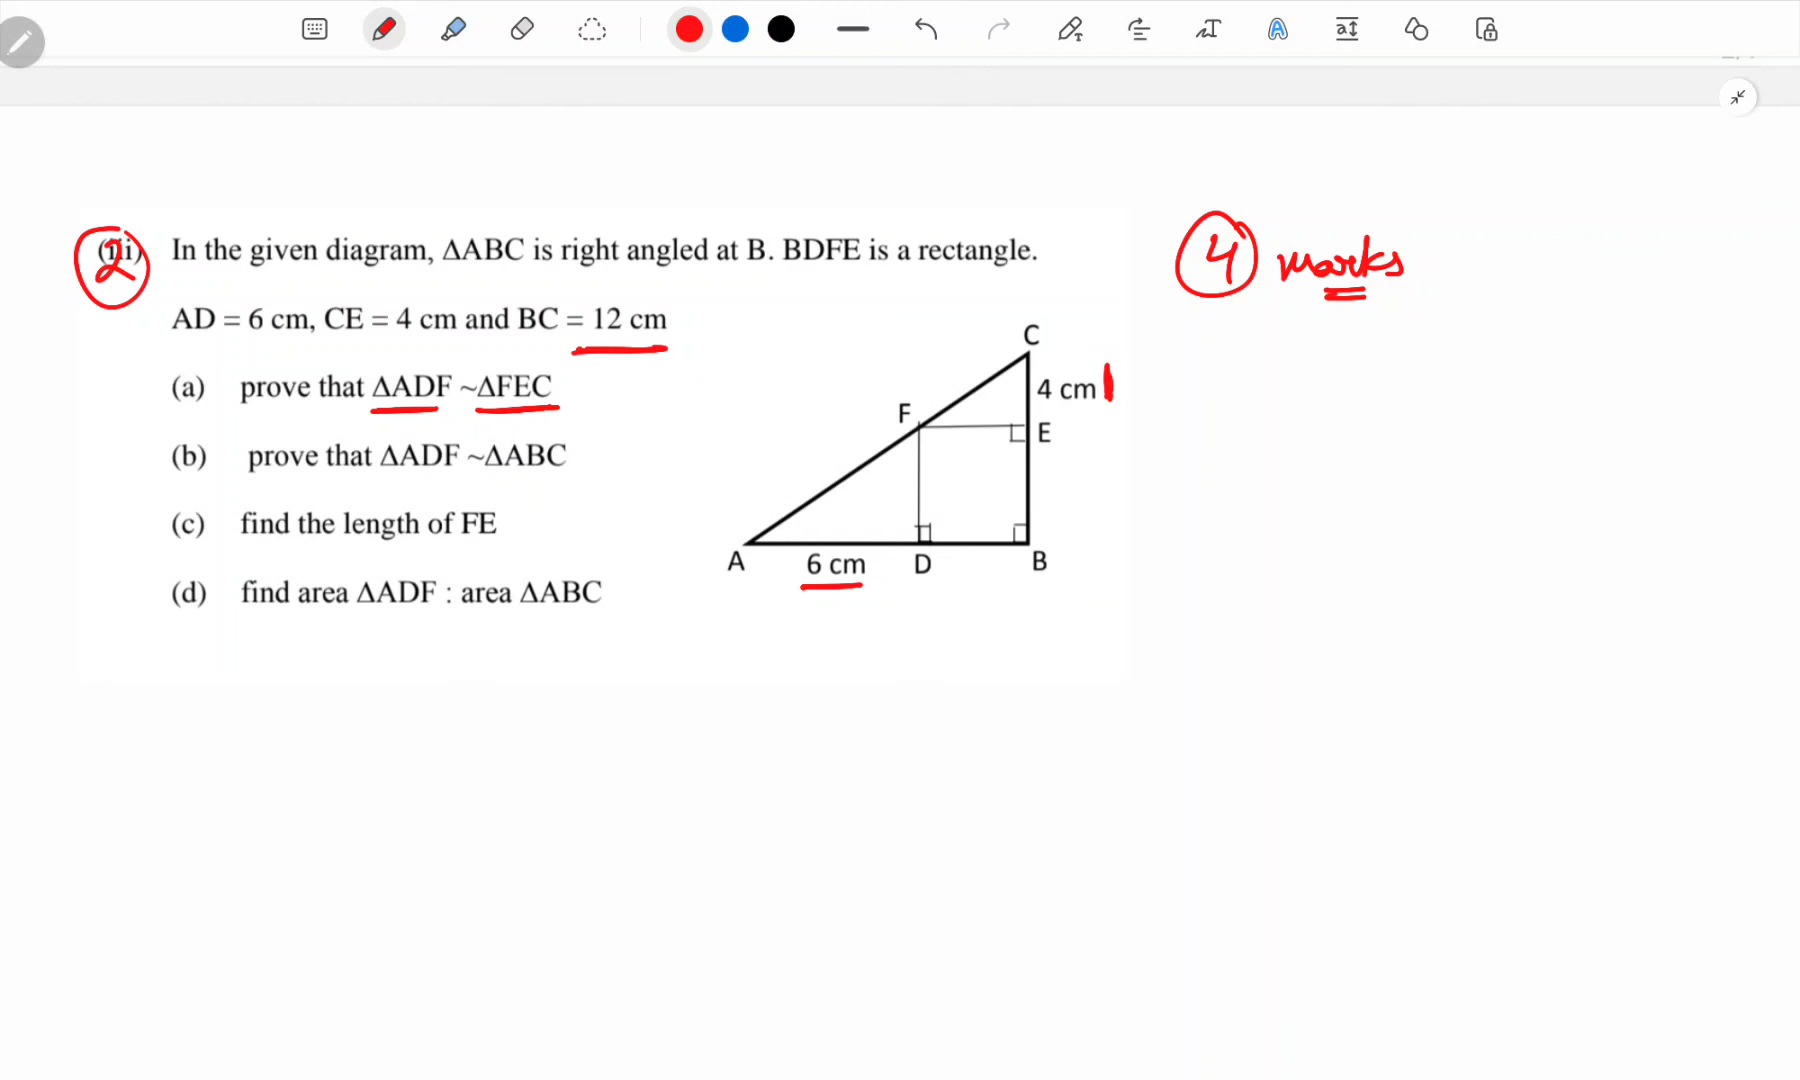 2
(iii) In the given diagram, ΔABC is right angled at B. BDFE is a rectangle.
4 marks
AD = 6 cm, CE = 4 cm and BC = 12 cm
(a) prove that ΔADF ~ΔFEC
(b) prove that ΔADF ~ΔABC
(c) find the length of FE
(d) find area ΔADF : area ΔABC
C
4 cm
F
E
A
6 cm
D
B